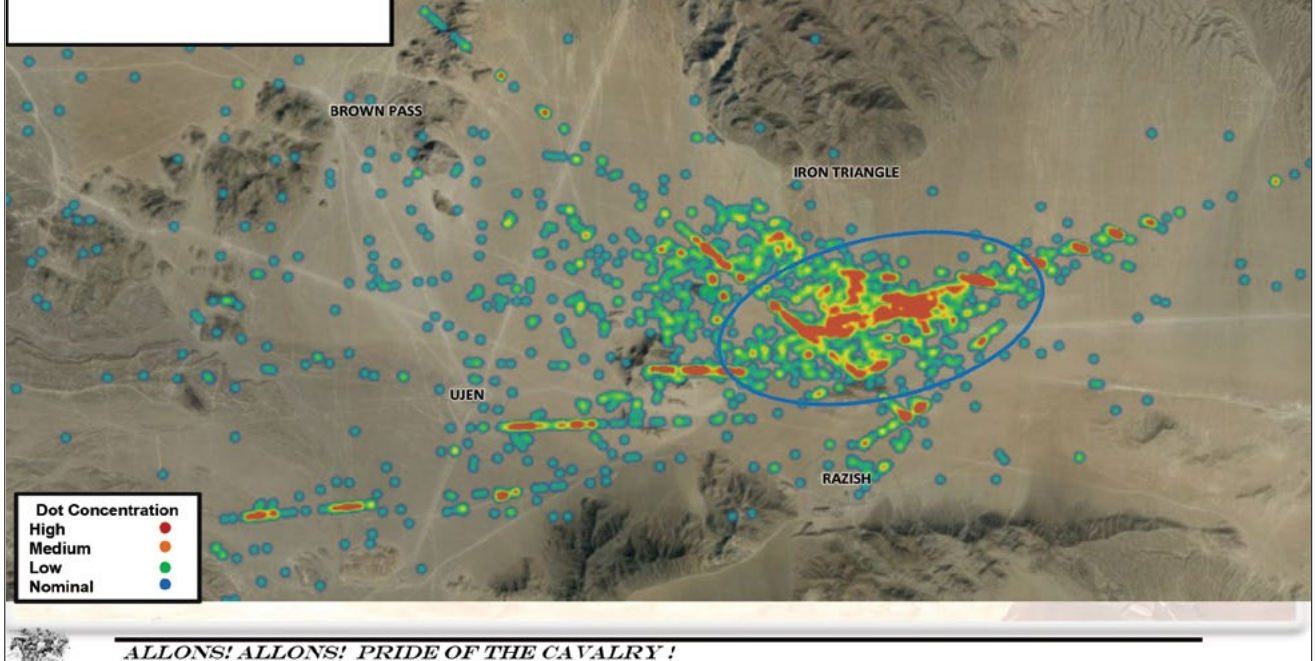 BROWN PASS
IRON TRIANGLE
UJEN
RAZISH
Dot Concentration
High
Medium
Low
Nominal
ALLONS! ALLONS! PRIDE OF THE CAVALRY !